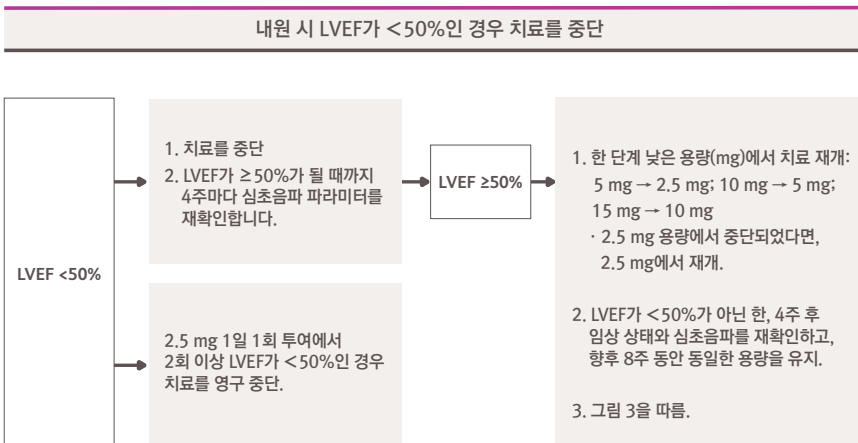 내원 시 LVEF가 <50%인 경우 치료를 중단
LVEF <50%
1. 치료를 중단
2. LVEF가 ≥50%가 될 때까지
4주마다 심초음파 파라미터를
재확인합니다.
2.5 mg 1일 1회 투여에서
2회 이상 LVEF가 <50%인 경우
치료를 영구 중단.
LVEF ≥50%
1. 한 단계 낮은 용량(mg)에서 치료 재개:
5 mg → 2.5 mg; 10 mg → 5 mg;
15 mg → 10 mg
· 2.5 mg 용량에서 중단되었다면,
2.5 mg에서 재개.
2. LVEF가 <50%가 아닌 한, 4주 후
임상 상태와 심초음파를 재확인하고,
향후 8주 동안 동일한 용량을 유지.
3. 그림 3을 따름.